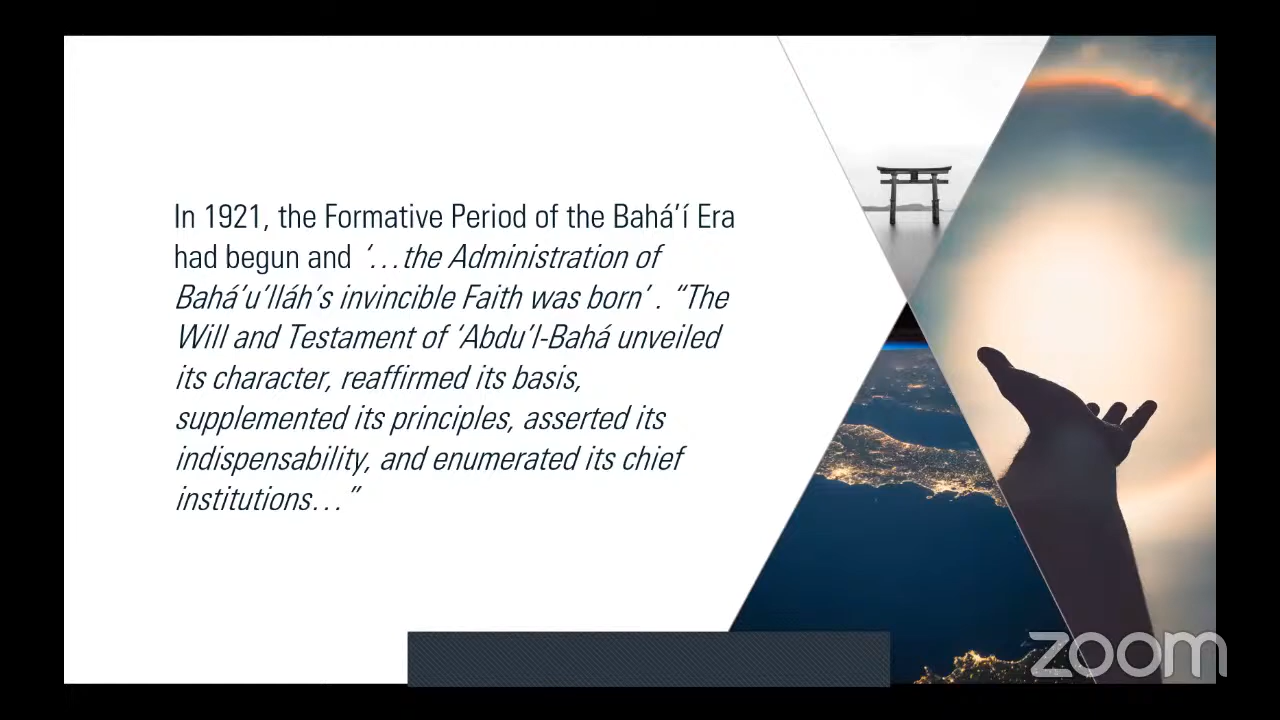 In 1921, the Formative Period of the Bahá’í Era
had begun and ‘…the Administration of
Bahá’u’lláh’s invincible Faith was born’ . “The
Will and Testament of ‘Abdu’l-Bahá unveiled
its character, reaffirmed its basis,
supplemented its principles, asserted its
indispensability, and enumerated its chief
institutions…”
zoom